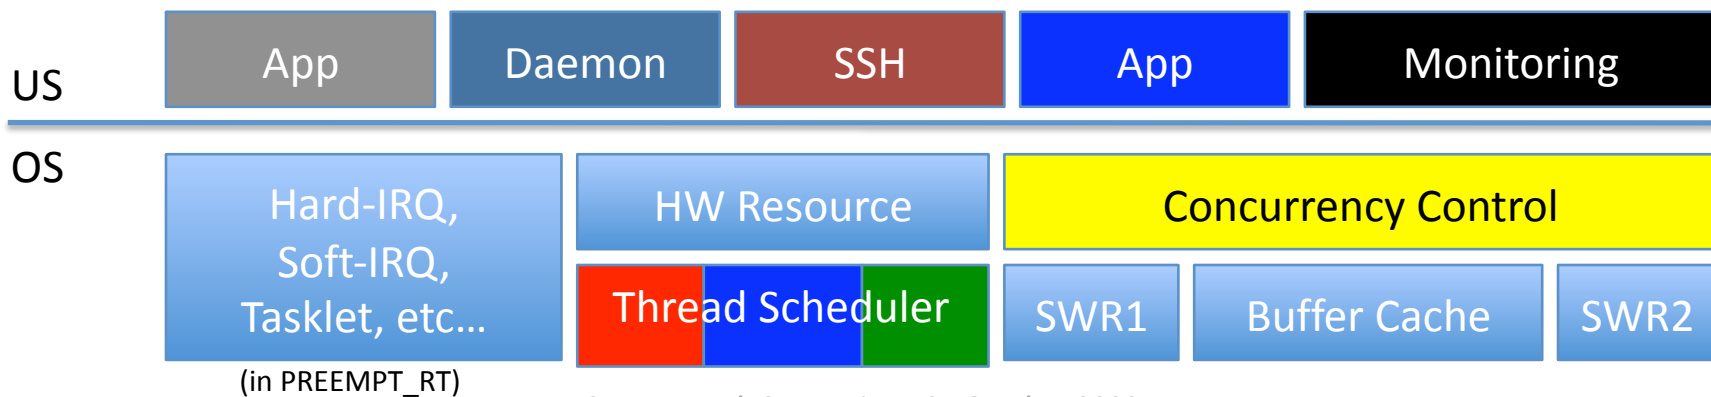 US
App
Daemon
SSH
App
Monitoring
OS
Hard-IRQ,
Soft-IRQ,
Tasklet, etc…
(in PREEMPT_RT)
HW Resource
Thread Scheduler
Concurrency Control
SWR1
Buffer Cache
SWR2